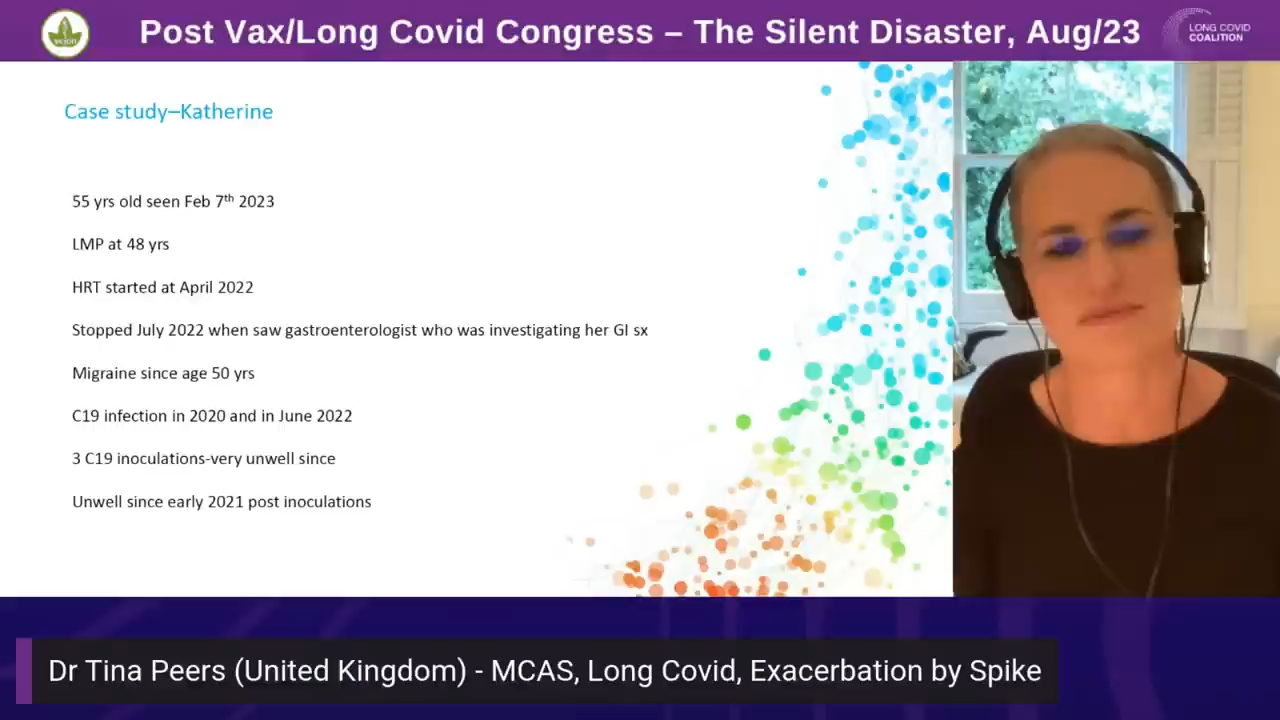 Post Vax/Long Covid Congress – The Silent Disaster, Aug/23
LONG COVID
COALITION
Case study–Katherine
55 yrs old seen Feb 7th 2023
LMP at 48 yrs
HRT started at April 2022
Stopped July 2022 when saw gastroenterologist who was investigating her GI sx
Migraine since age 50 yrs
C19 infection in 2020 and in June 2022
3 C19 inoculations-very unwell since
Unwell since early 2021 post inoculations
Dr Tina Peers (United Kingdom) - MCAS, Long Covid, Exacerbation by Spike